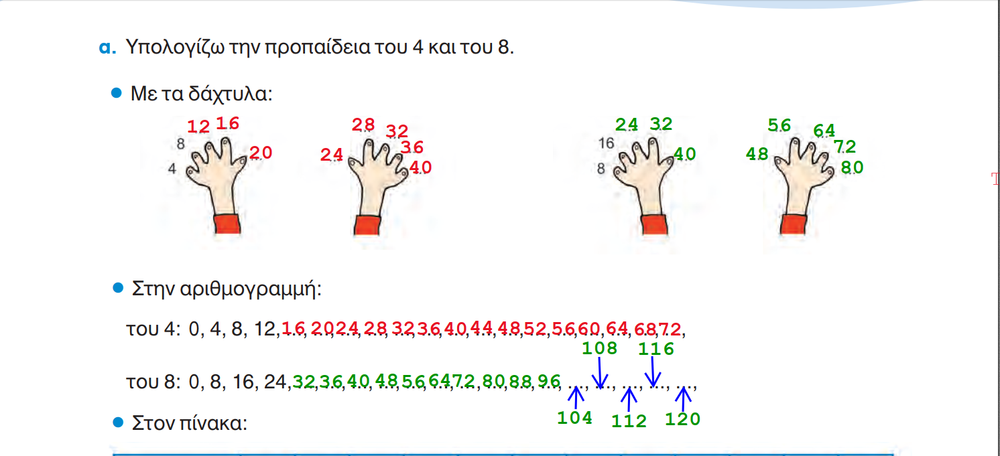 α. Υπολογίζω την προπαίδεια του 4 και του 8.
● Με τα δάχτυλα:
12 16 28 32 24 32 56 64
8 20 24 36 16 40 48 72
4 40 8 80
● Στην αριθμογραμμή:
του 4: 0, 4, 8, 12, 16, 20, 24, 28, 32, 36, 40, 44, 48, 52, 56, 60, 64, 68, 72,
108 116
του 8: 0, 8, 16, 24, 32, 36, 40, 48, 56, 64, 72, 80, 88, 96, ..., ..., ..., ..., ...,
104 112 120
● Στον πίνακα:
T